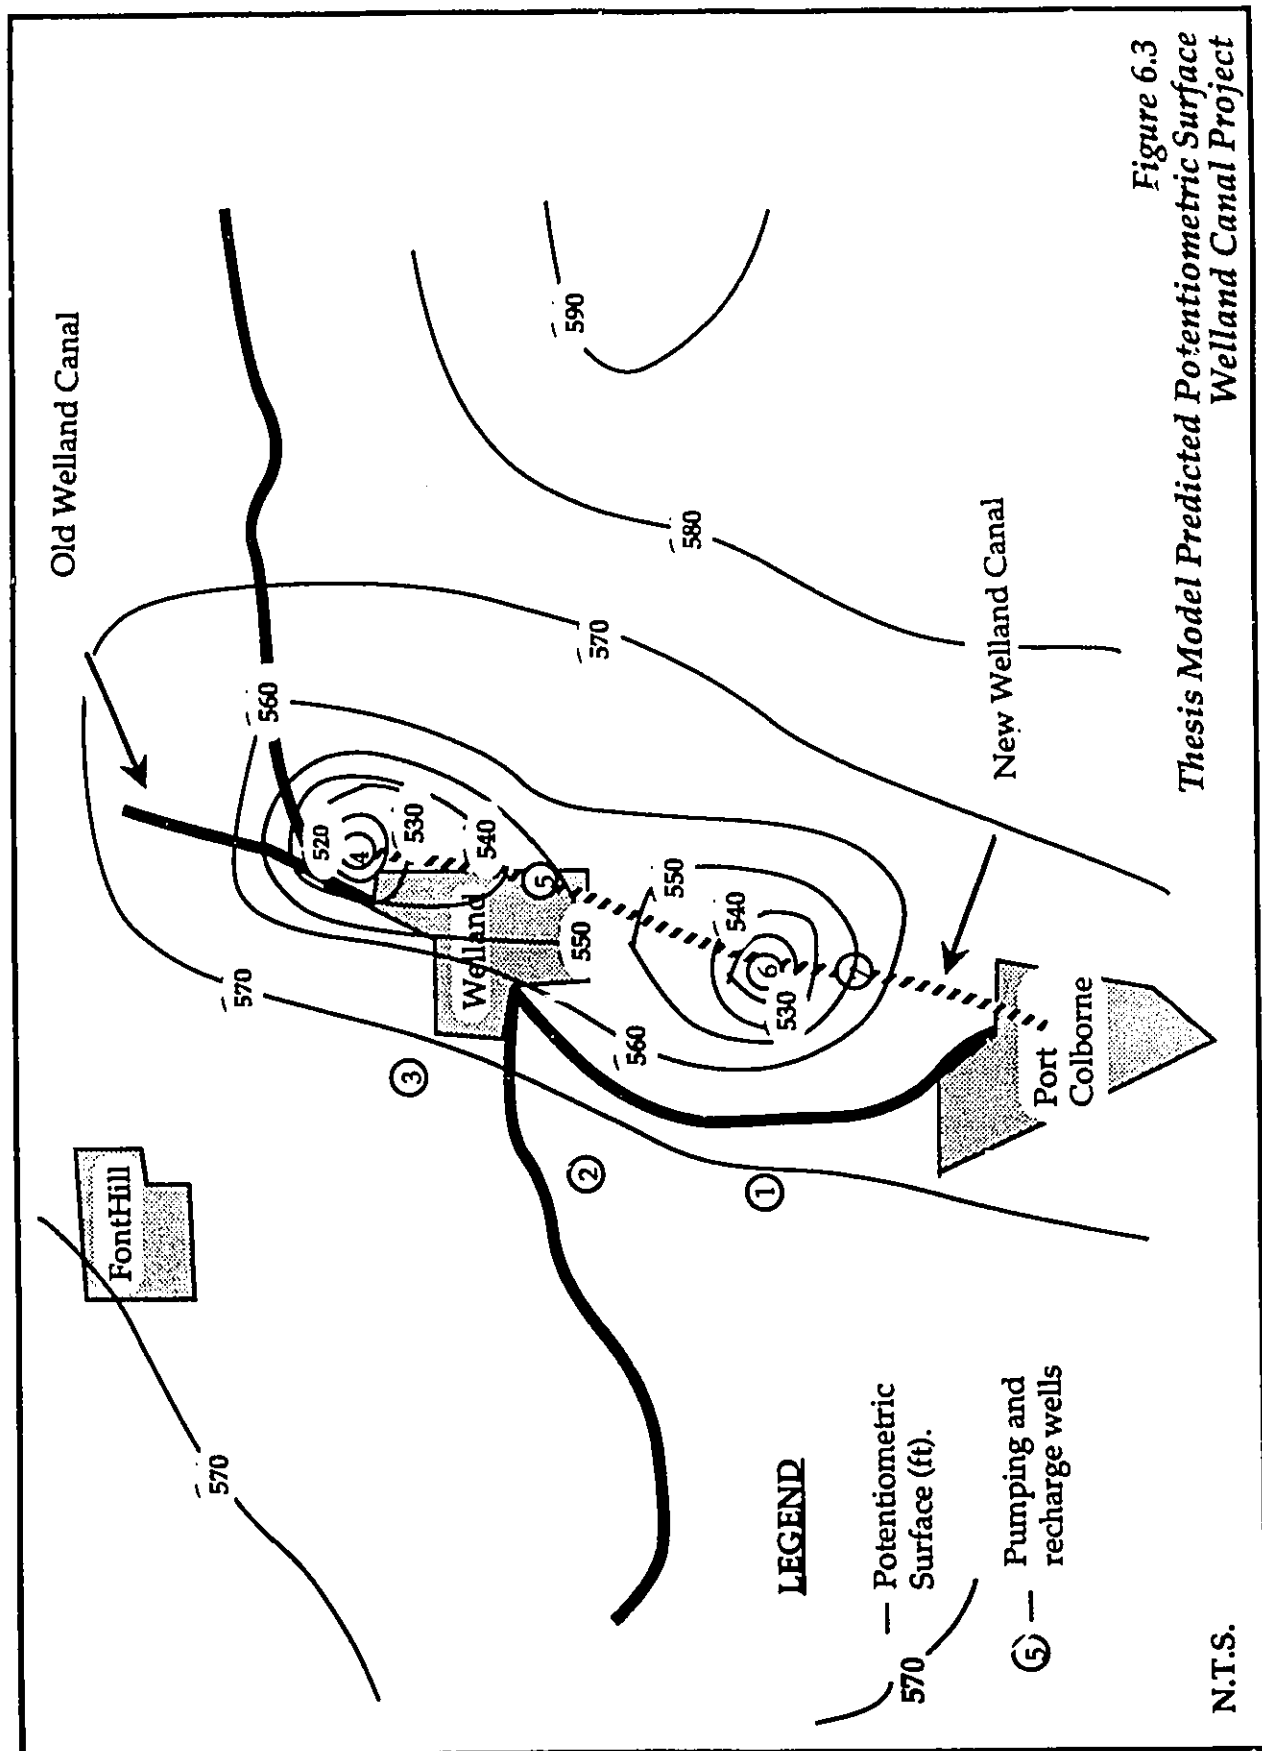 Old Welland Canal
FontHill
570
570
560
520
4
530
540
Welland
5
590
3
550
580
570
560
2
550
540
6
530
1
New Welland Canal
Port
Colborne
LEGEND
570 — Potentiometric
Surface (ft).
5 — Pumping and
recharge wells
N.T.S.
Figure 6.3
Thesis Model Predicted Potentiometric Surface
Welland Canal Project